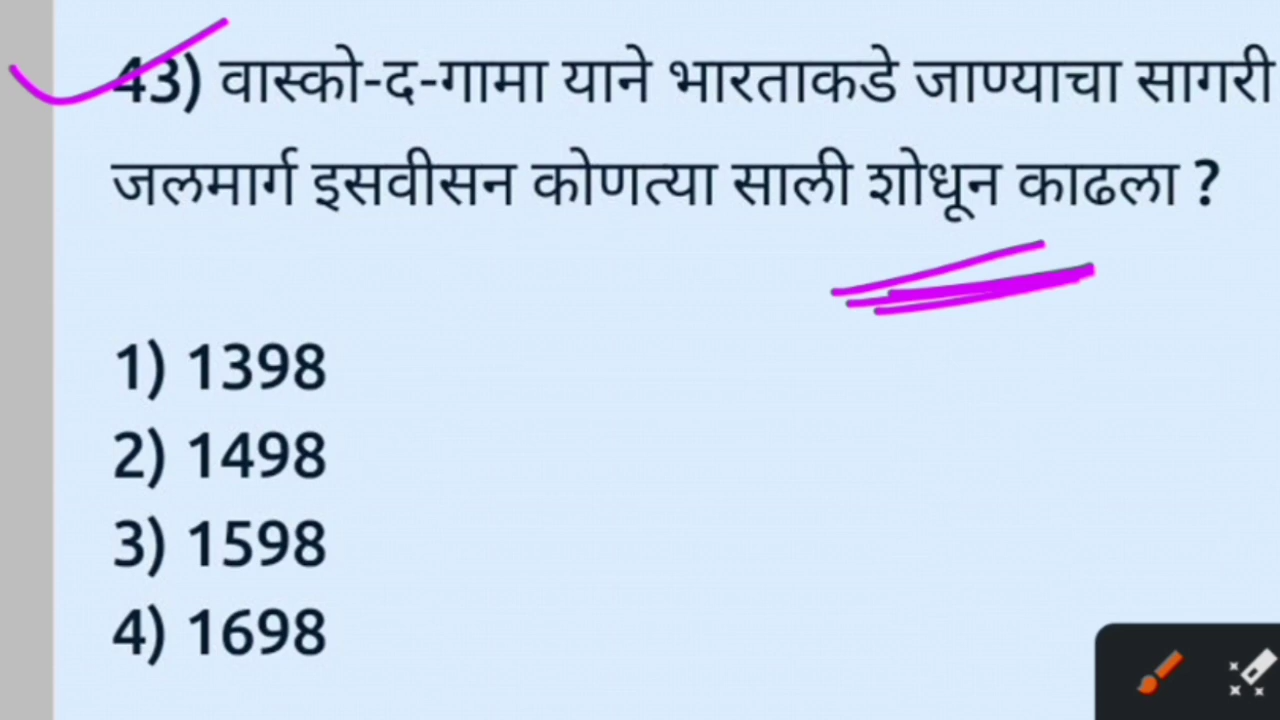 43) वास्को-द-गामा याने भारताकडे जाण्याचा सागरी
जलमार्ग इसवीसन कोणत्या साली शोधून काढला ?
1) 1398
2) 1498
3) 1598
4) 1698